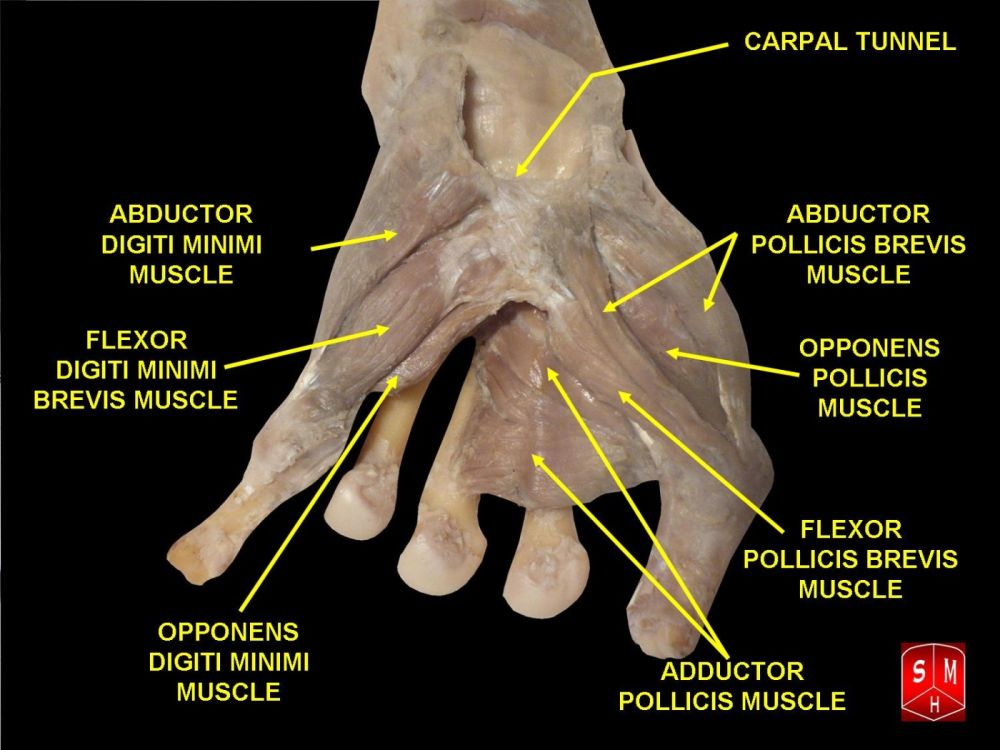 CARPAL TUNNEL
ABDUCTOR
DIGITI MINIMI
MUSCLE
ABDUCTOR
POLLICIS BREVIS
MUSCLE
FLEXOR
DIGITI MINIMI
BREVIS MUSCLE
OPPONENS
POLLICIS
MUSCLE
FLEXOR
POLLICIS BREVIS
MUSCLE
OPPONENS
DIGITI MINIMI
MUSCLE
ADDUCTOR
POLLICIS MUSCLE
S M
H